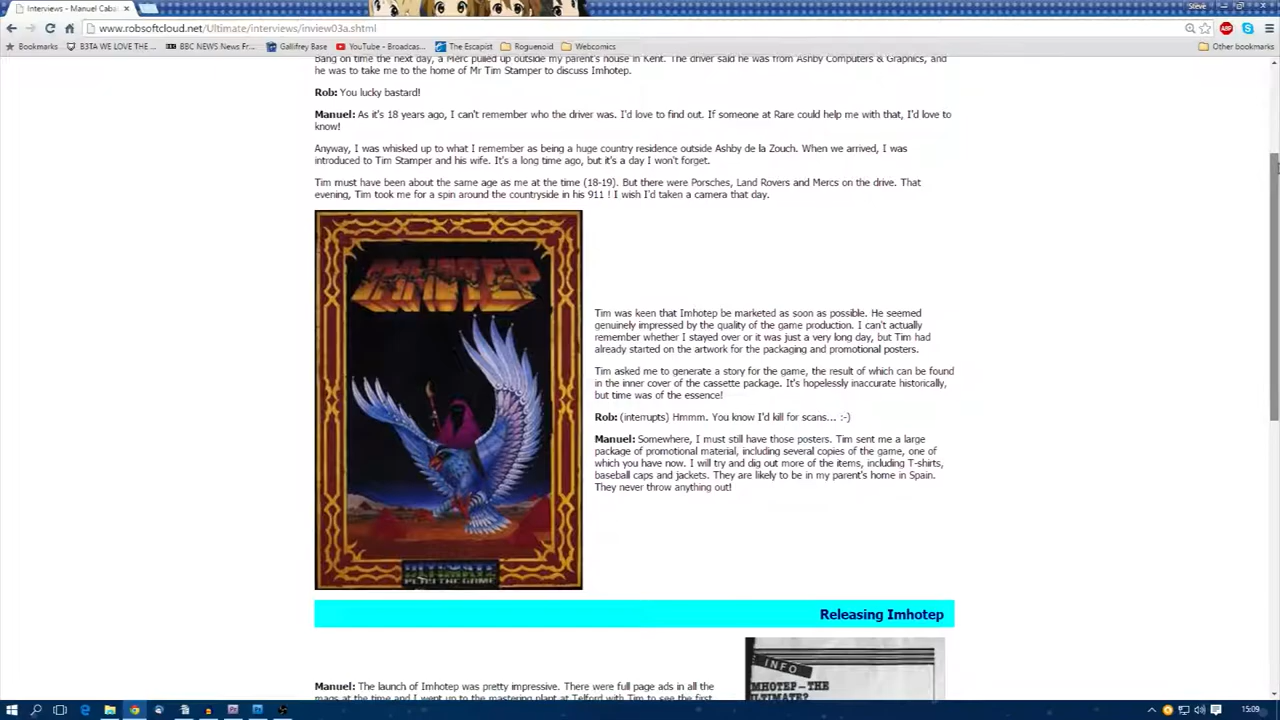 Interviews - Manuel Caba
Steve
www.robsoftcloud.net/Ultimate/interviews/inview03a.shtml
Bookmarks B3TA WE LOVE THE ... BBC NEWS News Fr... Gallifrey Base YouTube - Broadcas... The Escapist Roguenoid Webcomics Other bookmarks
Bang on time the next day, a Merc pulled up outside my parent's house in Kent. The driver said he was from Ashby Computers & Graphics, and
he was to take me to the home of Mr Tim Stamper to discuss Imhotep.
Rob: You lucky bastard!
Manuel: As it's 18 years ago, I can't remember who the driver was. I'd love to find out. If someone at Rare could help me with that, I'd love to
know!
Anyway, I was whisked up to what I remember as being a huge country residence outside Ashby de la Zouch. When we arrived, I was
introduced to Tim Stamper and his wife. It's a long time ago, but it's a day I won't forget.
Tim must have been about the same age as me at the time (18-19). But there were Porsches, Land Rovers and Mercs on the drive. That
evening, Tim took me for a spin around the countryside in his 911 ! I wish I'd taken a camera that day.
IMHOTEP
ULTIMATE
PLAY THE GAME
Tim was keen that Imhotep be marketed as soon as possible. He seemed
genuinely impressed by the quality of the game production. I can't actually
remember whether I stayed over or it was just a very long day, but Tim had
already started on the artwork for the packaging and promotional posters.
Tim asked me to generate a story for the game, the result of which can be found
in the inner cover of the cassette package. It's hopelessly inaccurate historically,
but time was of the essence!
Rob: (interrupts) Hmmm. You know I'd kill for scans... :-)
Manuel: Somewhere, I must still have those posters. Tim sent me a large
package of promotional material, including several copies of the game, one of
which you have now. I will try and dig out more of the items, including T-shirts,
baseball caps and jackets. They are likely to be in my parent's home in Spain.
They never throw anything out!
Releasing Imhotep
Manuel: The launch of Imhotep was pretty impressive. There were full page ads in all the
mags at the time and I went up to the mastering plant at Telford with Tim to see the first
INFO
IMHOTEP – THE
ULTIMATE?
15:09